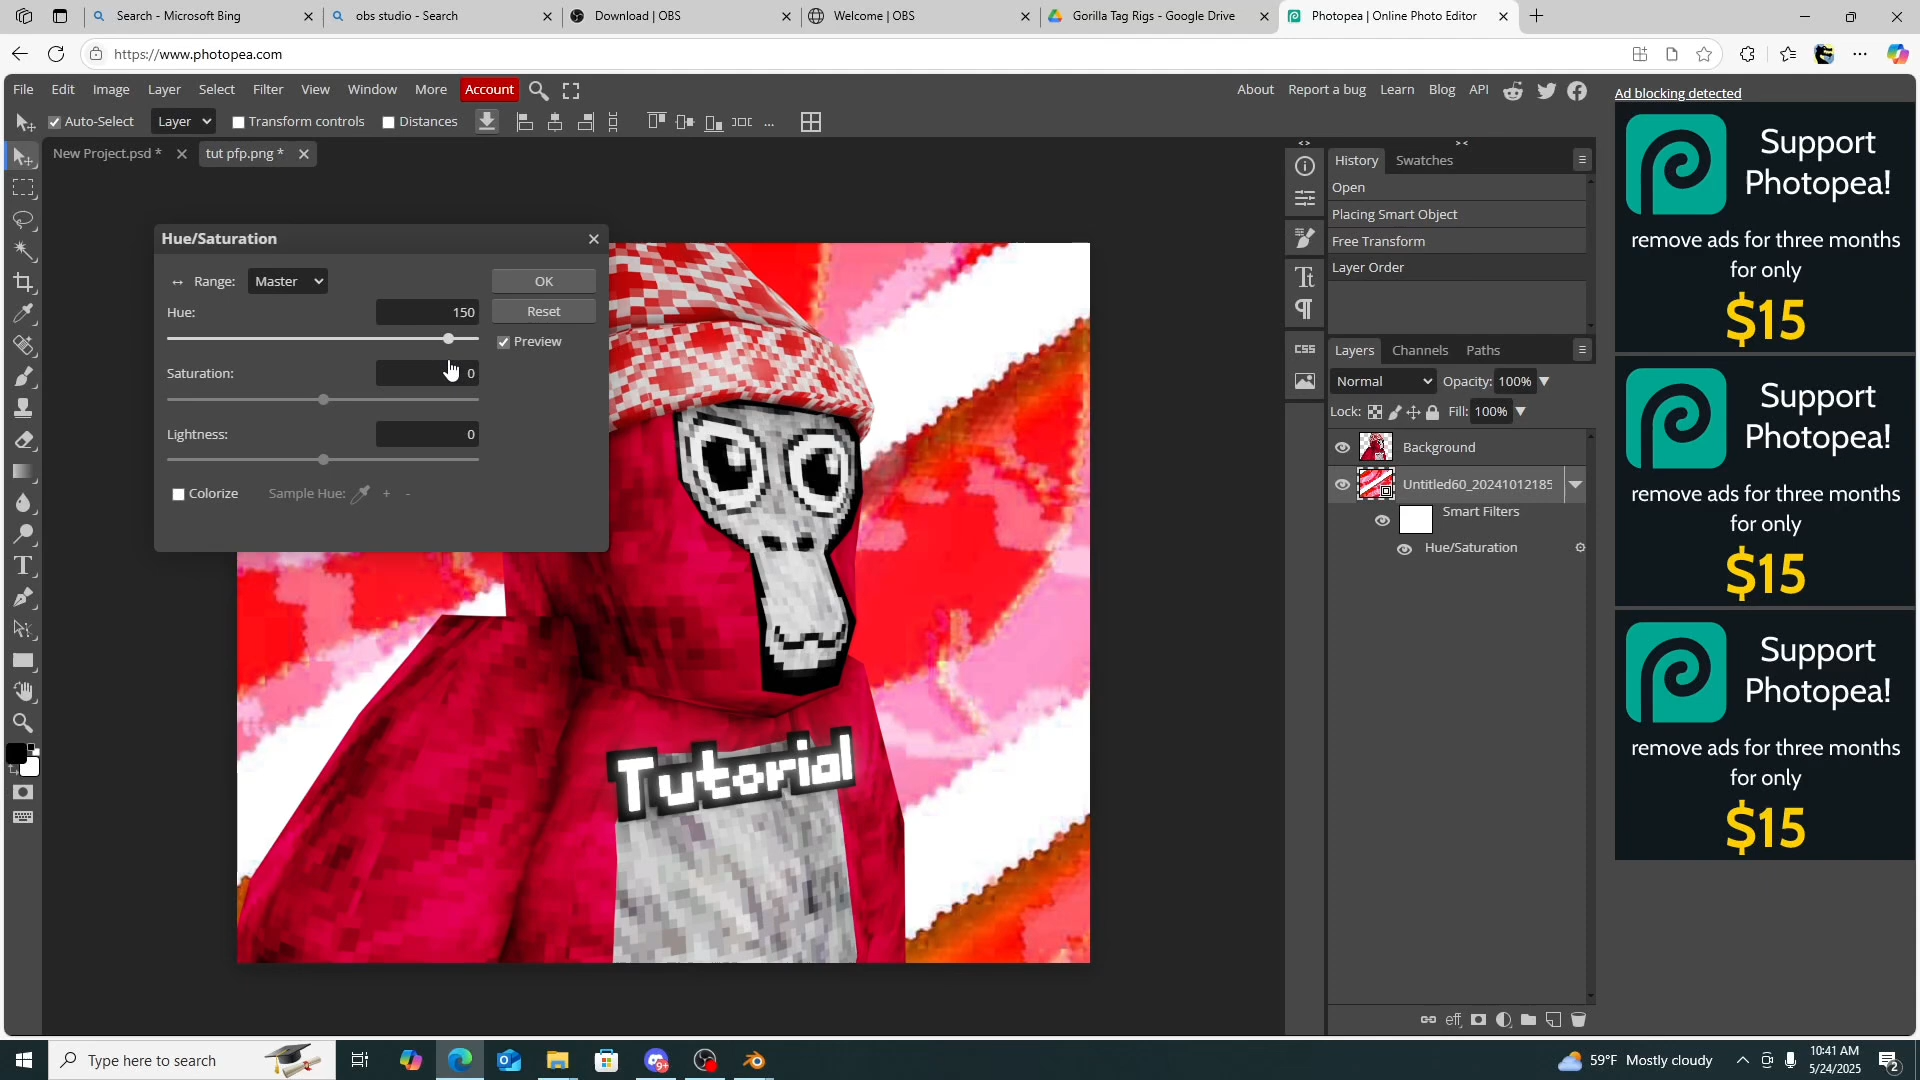 Search - Microsoft Bing
obs studio - Search
Download | OBS
Welcome | OBS
Gorilla Tag Rigs - Google Drive
Photopea | Online Photo Editor
https://www.photopea.com
File Edit Image Layer Select Filter View Window More Account
About Report a bug Learn Blog API
Auto-Select Layer Transform controls Distances ...
New Project.psd *
tut pfp.png *
Hue/Saturation
Range: Master
OK
Hue: 150
Reset
Preview
Saturation: 0
Lightness: 0
Colorize Sample Hue: + -
Tutorial
History Swatches
Open
Placing Smart Object
Free Transform
Layer Order
Layers Channels Paths
Normal Opacity: 100%
Lock: Fill: 100%
Background
Untitled60_20241012185
Smart Filters
Hue/Saturation
CSS
eff
Ad blocking detected
Support
Photopea!
remove ads for three months
for only
$15
Support
Photopea!
remove ads for three months
for only
$15
Support
Photopea!
remove ads for three months
for only
$15
Type here to search
9+
59°F Mostly cloudy
10:41 AM
5/24/2025
2